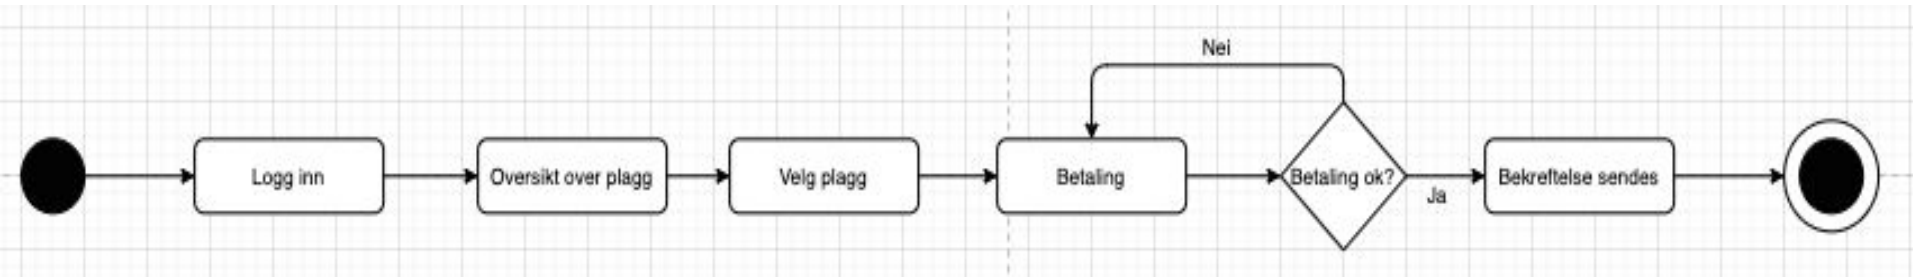 Nei
Logg inn
Oversikt over plagg
Velg plagg
Betaling
Betaling ok?
Ja
Bekreftelse sendes